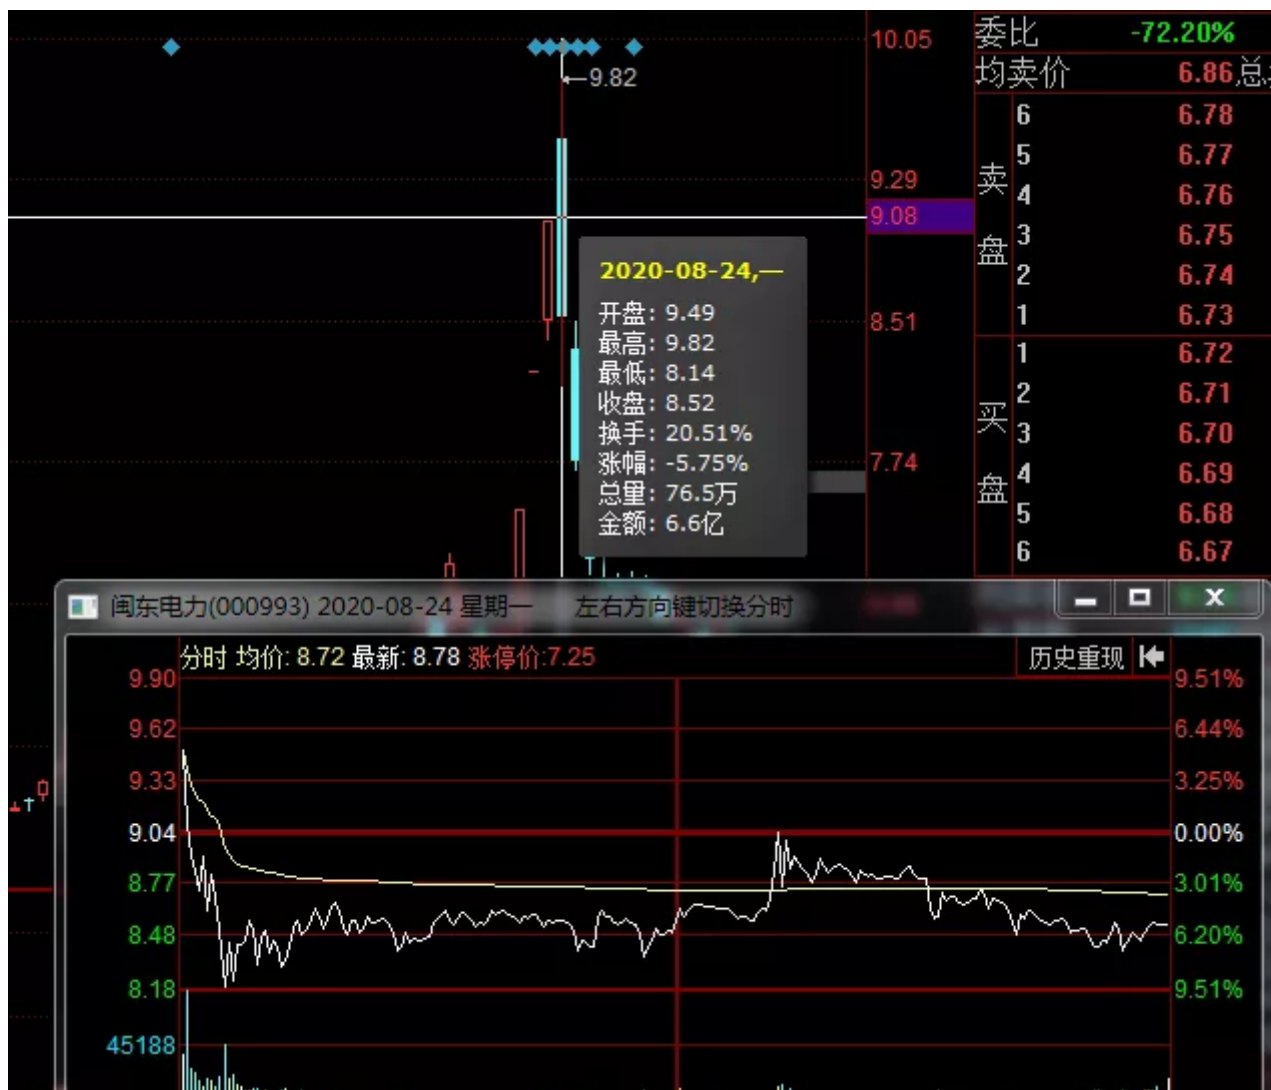 委比 -72.20%
均卖价 6.86 总
卖盘
6 6.78
5 6.77
4 6.76
3 6.75
2 6.74
1 6.73
买盘
1 6.72
2 6.71
3 6.70
4 6.69
5 6.68
6 6.67
10.05
←9.82
9.29
9.08
8.51
7.74
2020-08-24,一
开盘: 9.49
最高: 9.82
最低: 8.14
收盘: 8.52
换手: 20.51%
涨幅: -5.75%
总量: 76.5万
金额: 6.6亿
闽东电力(000993) 2020-08-24 星期一 左右方向键切换分时
分时 均价: 8.72 最新: 8.78 涨停价:7.25 历史重现
9.90 9.51%
9.62 6.44%
9.33 3.25%
9.04 0.00%
8.77 3.01%
8.48 6.20%
8.18 9.51%
45188